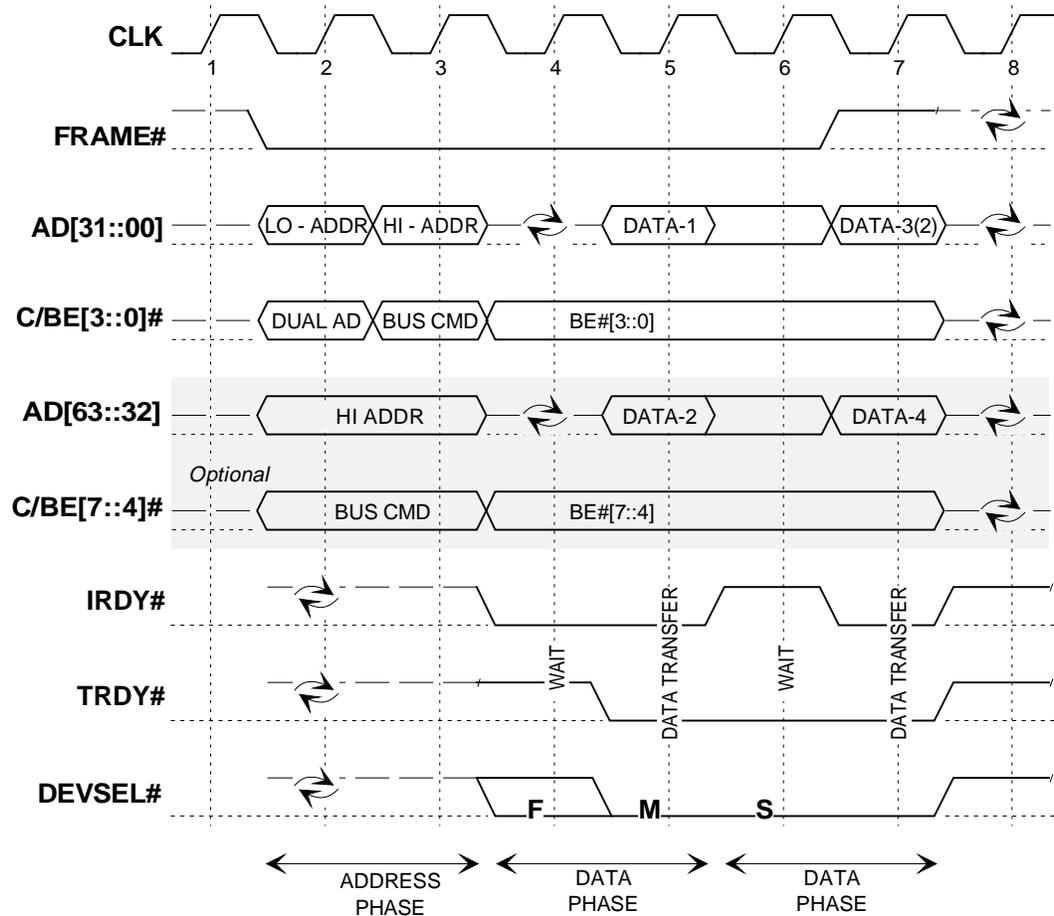 CLK
1 2 3 4 5 6 7 8
FRAME#
AD[31::00]
LO - ADDR HI - ADDR DATA-1 DATA-3(2)
C/BE[3::0]#
DUAL AD BUS CMD BE#[3::0]
AD[63::32]
HI ADDR DATA-2 DATA-4
Optional
C/BE[7::4]#
BUS CMD BE#[7::4]
IRDY#
WAIT
DATA TRANSFER
WAIT
DATA TRANSFER
TRDY#
DEVSEL#
F M S
ADDRESS
PHASE
DATA
PHASE
DATA
PHASE